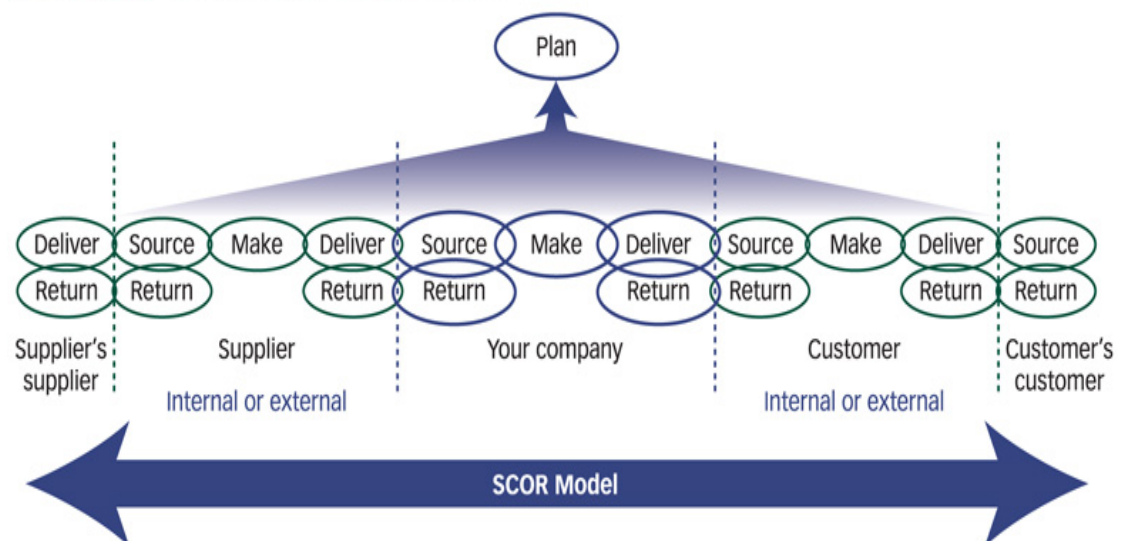 Plan
Deliver Source Make Deliver Source Make Deliver Source Make Deliver Source
Return Return Return Return Return Return Return Return
Supplier's supplier Supplier Your company Customer Customer's customer
Internal or external Internal or external
SCOR Model